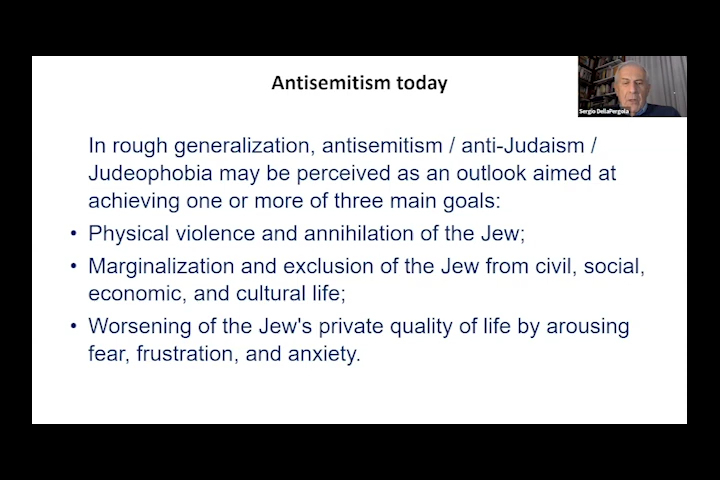 Antisemitism today
Sergio DellaPergola
In rough generalization, antisemitism / anti-Judaism /
Judeophobia may be perceived as an outlook aimed at
achieving one or more of three main goals:
• Physical violence and annihilation of the Jew;
• Marginalization and exclusion of the Jew from civil, social,
economic, and cultural life;
• Worsening of the Jew's private quality of life by arousing
fear, frustration, and anxiety.